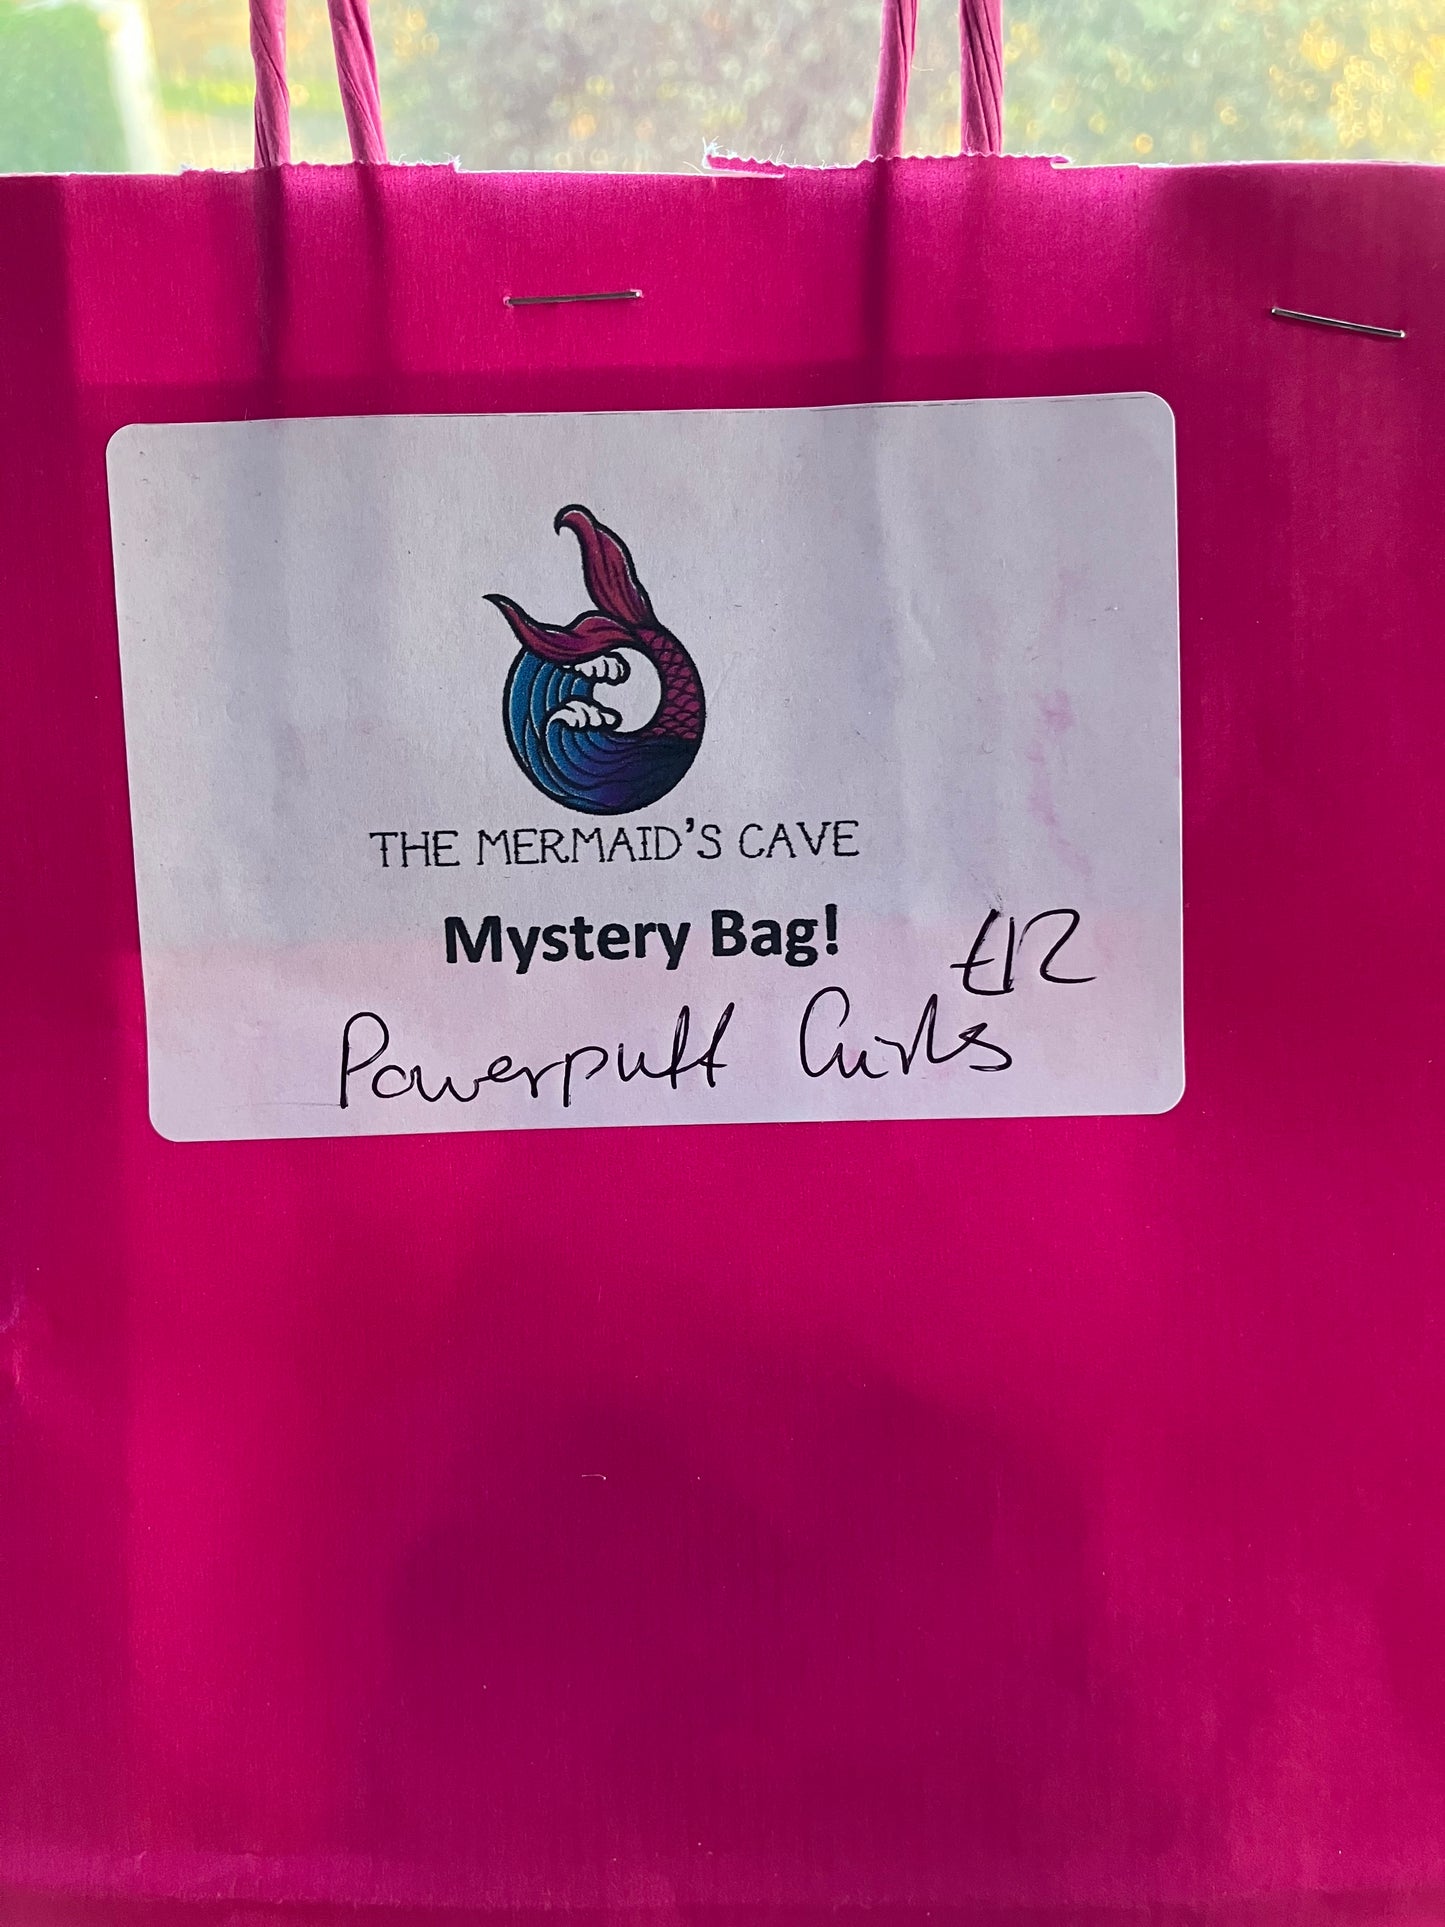 THE MERMAID'S CAVE
Mystery Bag!
£12
Powerpuff Girls